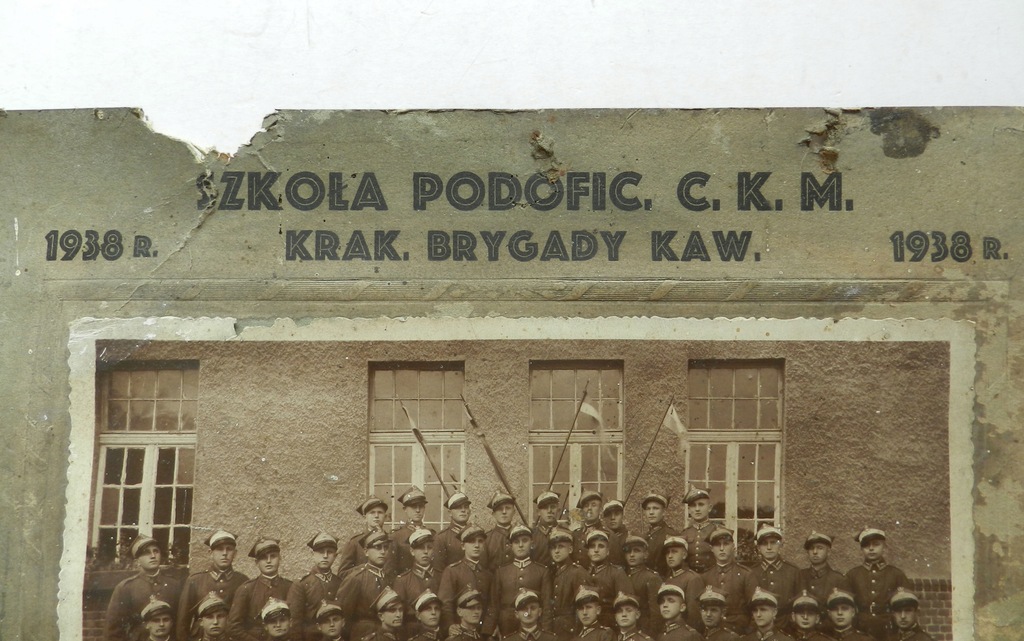 SZKOŁA PODOFIC. C. K. M.
1938 R. KRAK. BRYGADY KAW. 1938 R.